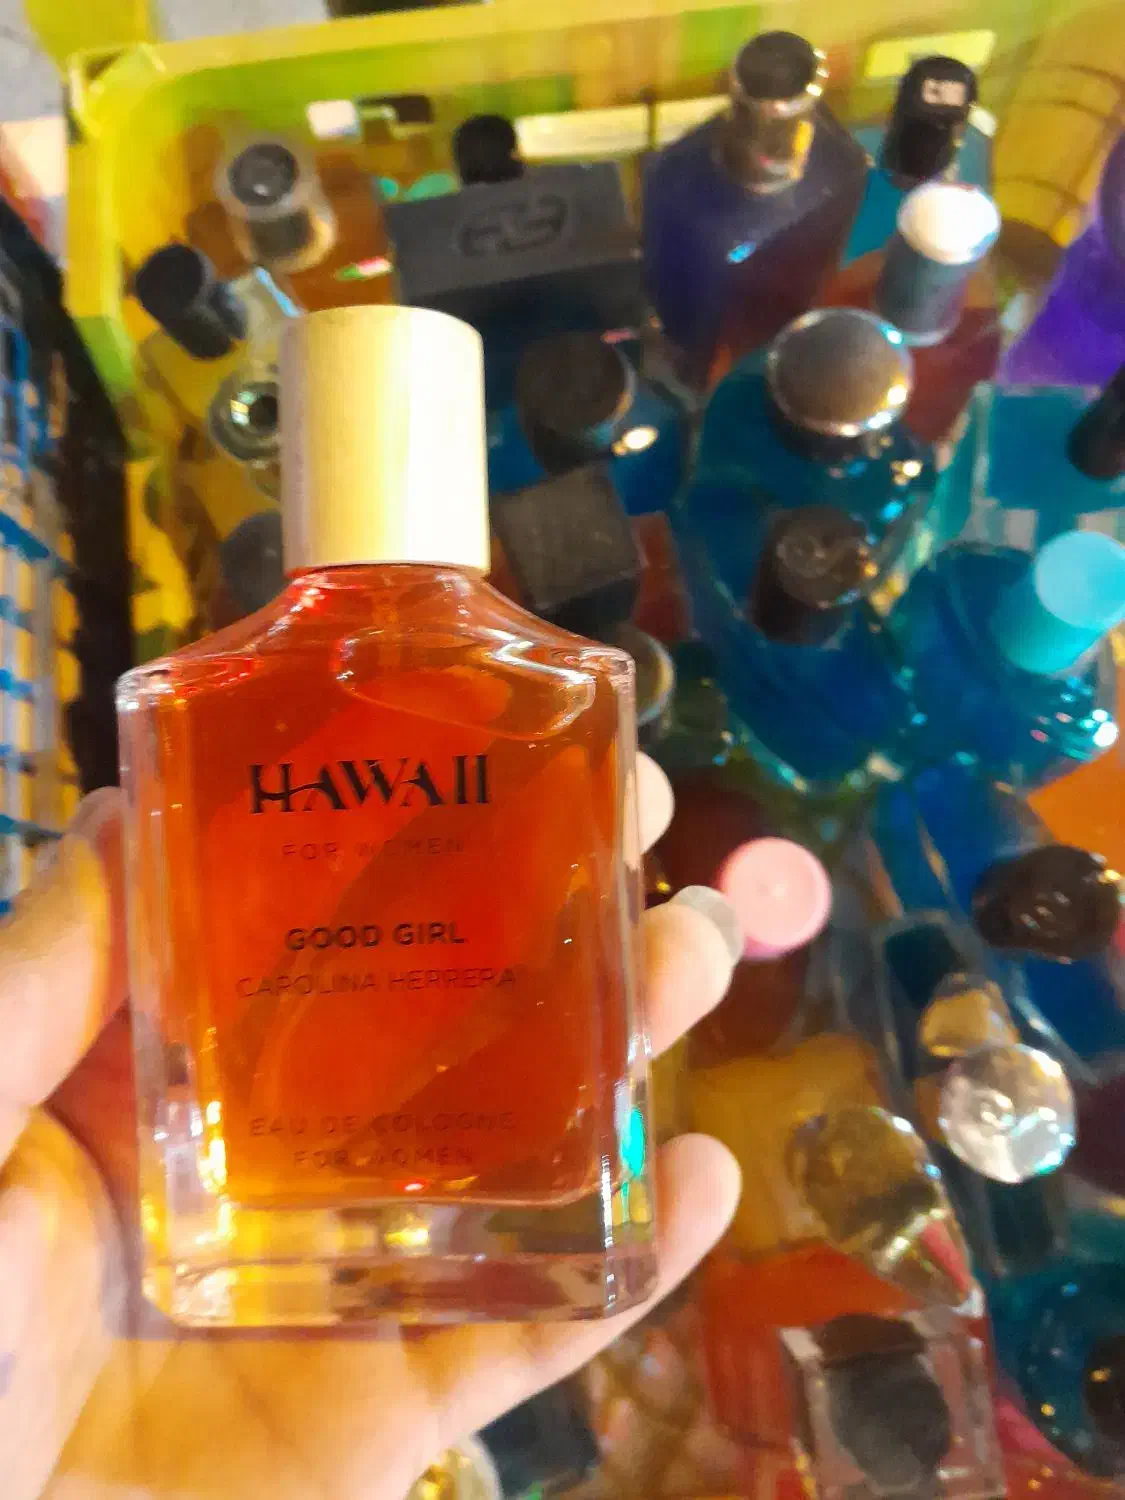 HAWAII
FOR WOMEN
GOOD GIRL
CAROLINA HERRERA
EAU DE COLOGNE
FOR WOMEN